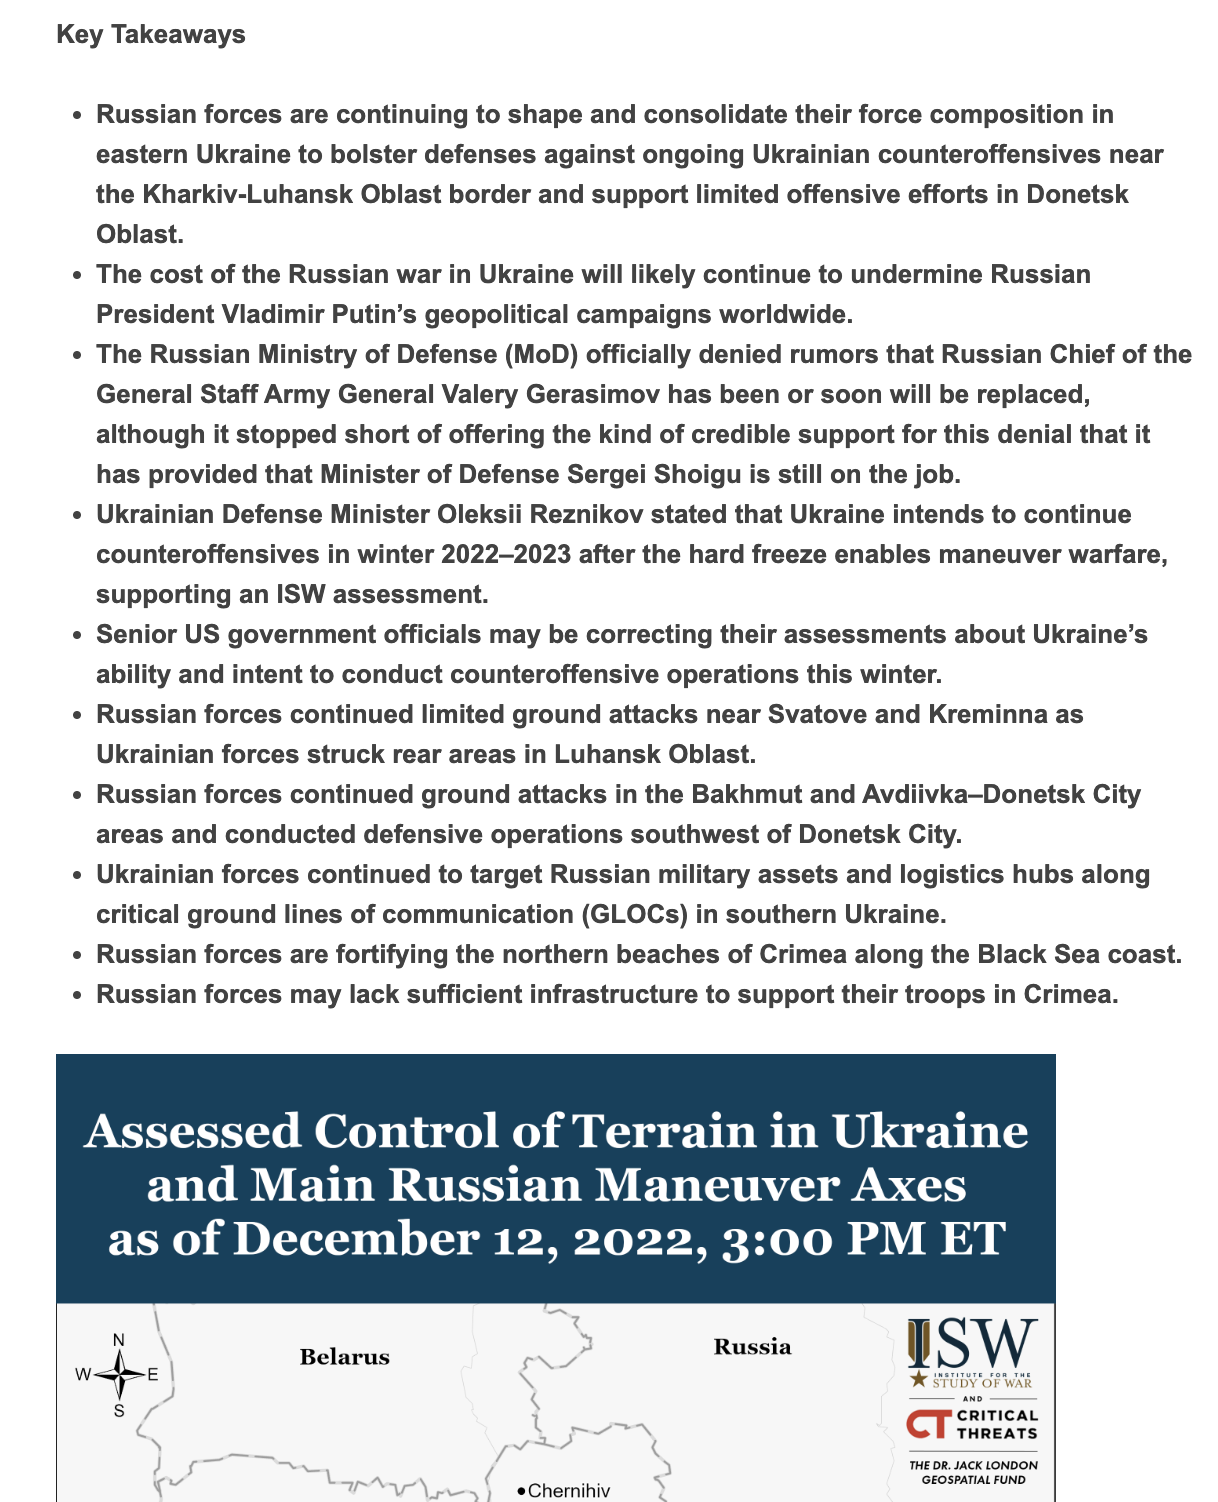 Key Takeaways
• Russian forces are continuing to shape and consolidate their force composition in
eastern Ukraine to bolster defenses against ongoing Ukrainian counteroffensives near
the Kharkiv-Luhansk Oblast border and support limited offensive efforts in Donetsk
Oblast.
• The cost of the Russian war in Ukraine will likely continue to undermine Russian
President Vladimir Putin’s geopolitical campaigns worldwide.
• The Russian Ministry of Defense (MoD) officially denied rumors that Russian Chief of the
General Staff Army General Valery Gerasimov has been or soon will be replaced,
although it stopped short of offering the kind of credible support for this denial that it
has provided that Minister of Defense Sergei Shoigu is still on the job.
• Ukrainian Defense Minister Oleksii Reznikov stated that Ukraine intends to continue
counteroffensives in winter 2022–2023 after the hard freeze enables maneuver warfare,
supporting an ISW assessment.
• Senior US government officials may be correcting their assessments about Ukraine’s
ability and intent to conduct counteroffensive operations this winter.
• Russian forces continued limited ground attacks near Svatove and Kreminna as
Ukrainian forces struck rear areas in Luhansk Oblast.
• Russian forces continued ground attacks in the Bakhmut and Avdiivka–Donetsk City
areas and conducted defensive operations southwest of Donetsk City.
• Ukrainian forces continued to target Russian military assets and logistics hubs along
critical ground lines of communication (GLOCs) in southern Ukraine.
• Russian forces are fortifying the northern beaches of Crimea along the Black Sea coast.
• Russian forces may lack sufficient infrastructure to support their troops in Crimea.
Assessed Control of Terrain in Ukraine
and Main Russian Maneuver Axes
as of December 12, 2022, 3:00 PM ET
N
W E
S
Belarus
Russia
Chernihiv
ISW
INSTITUTE FOR THE
STUDY OF WAR
AND
CT CRITICAL
THREATS
THE DR. JACK LONDON
GEOSPATIAL FUND